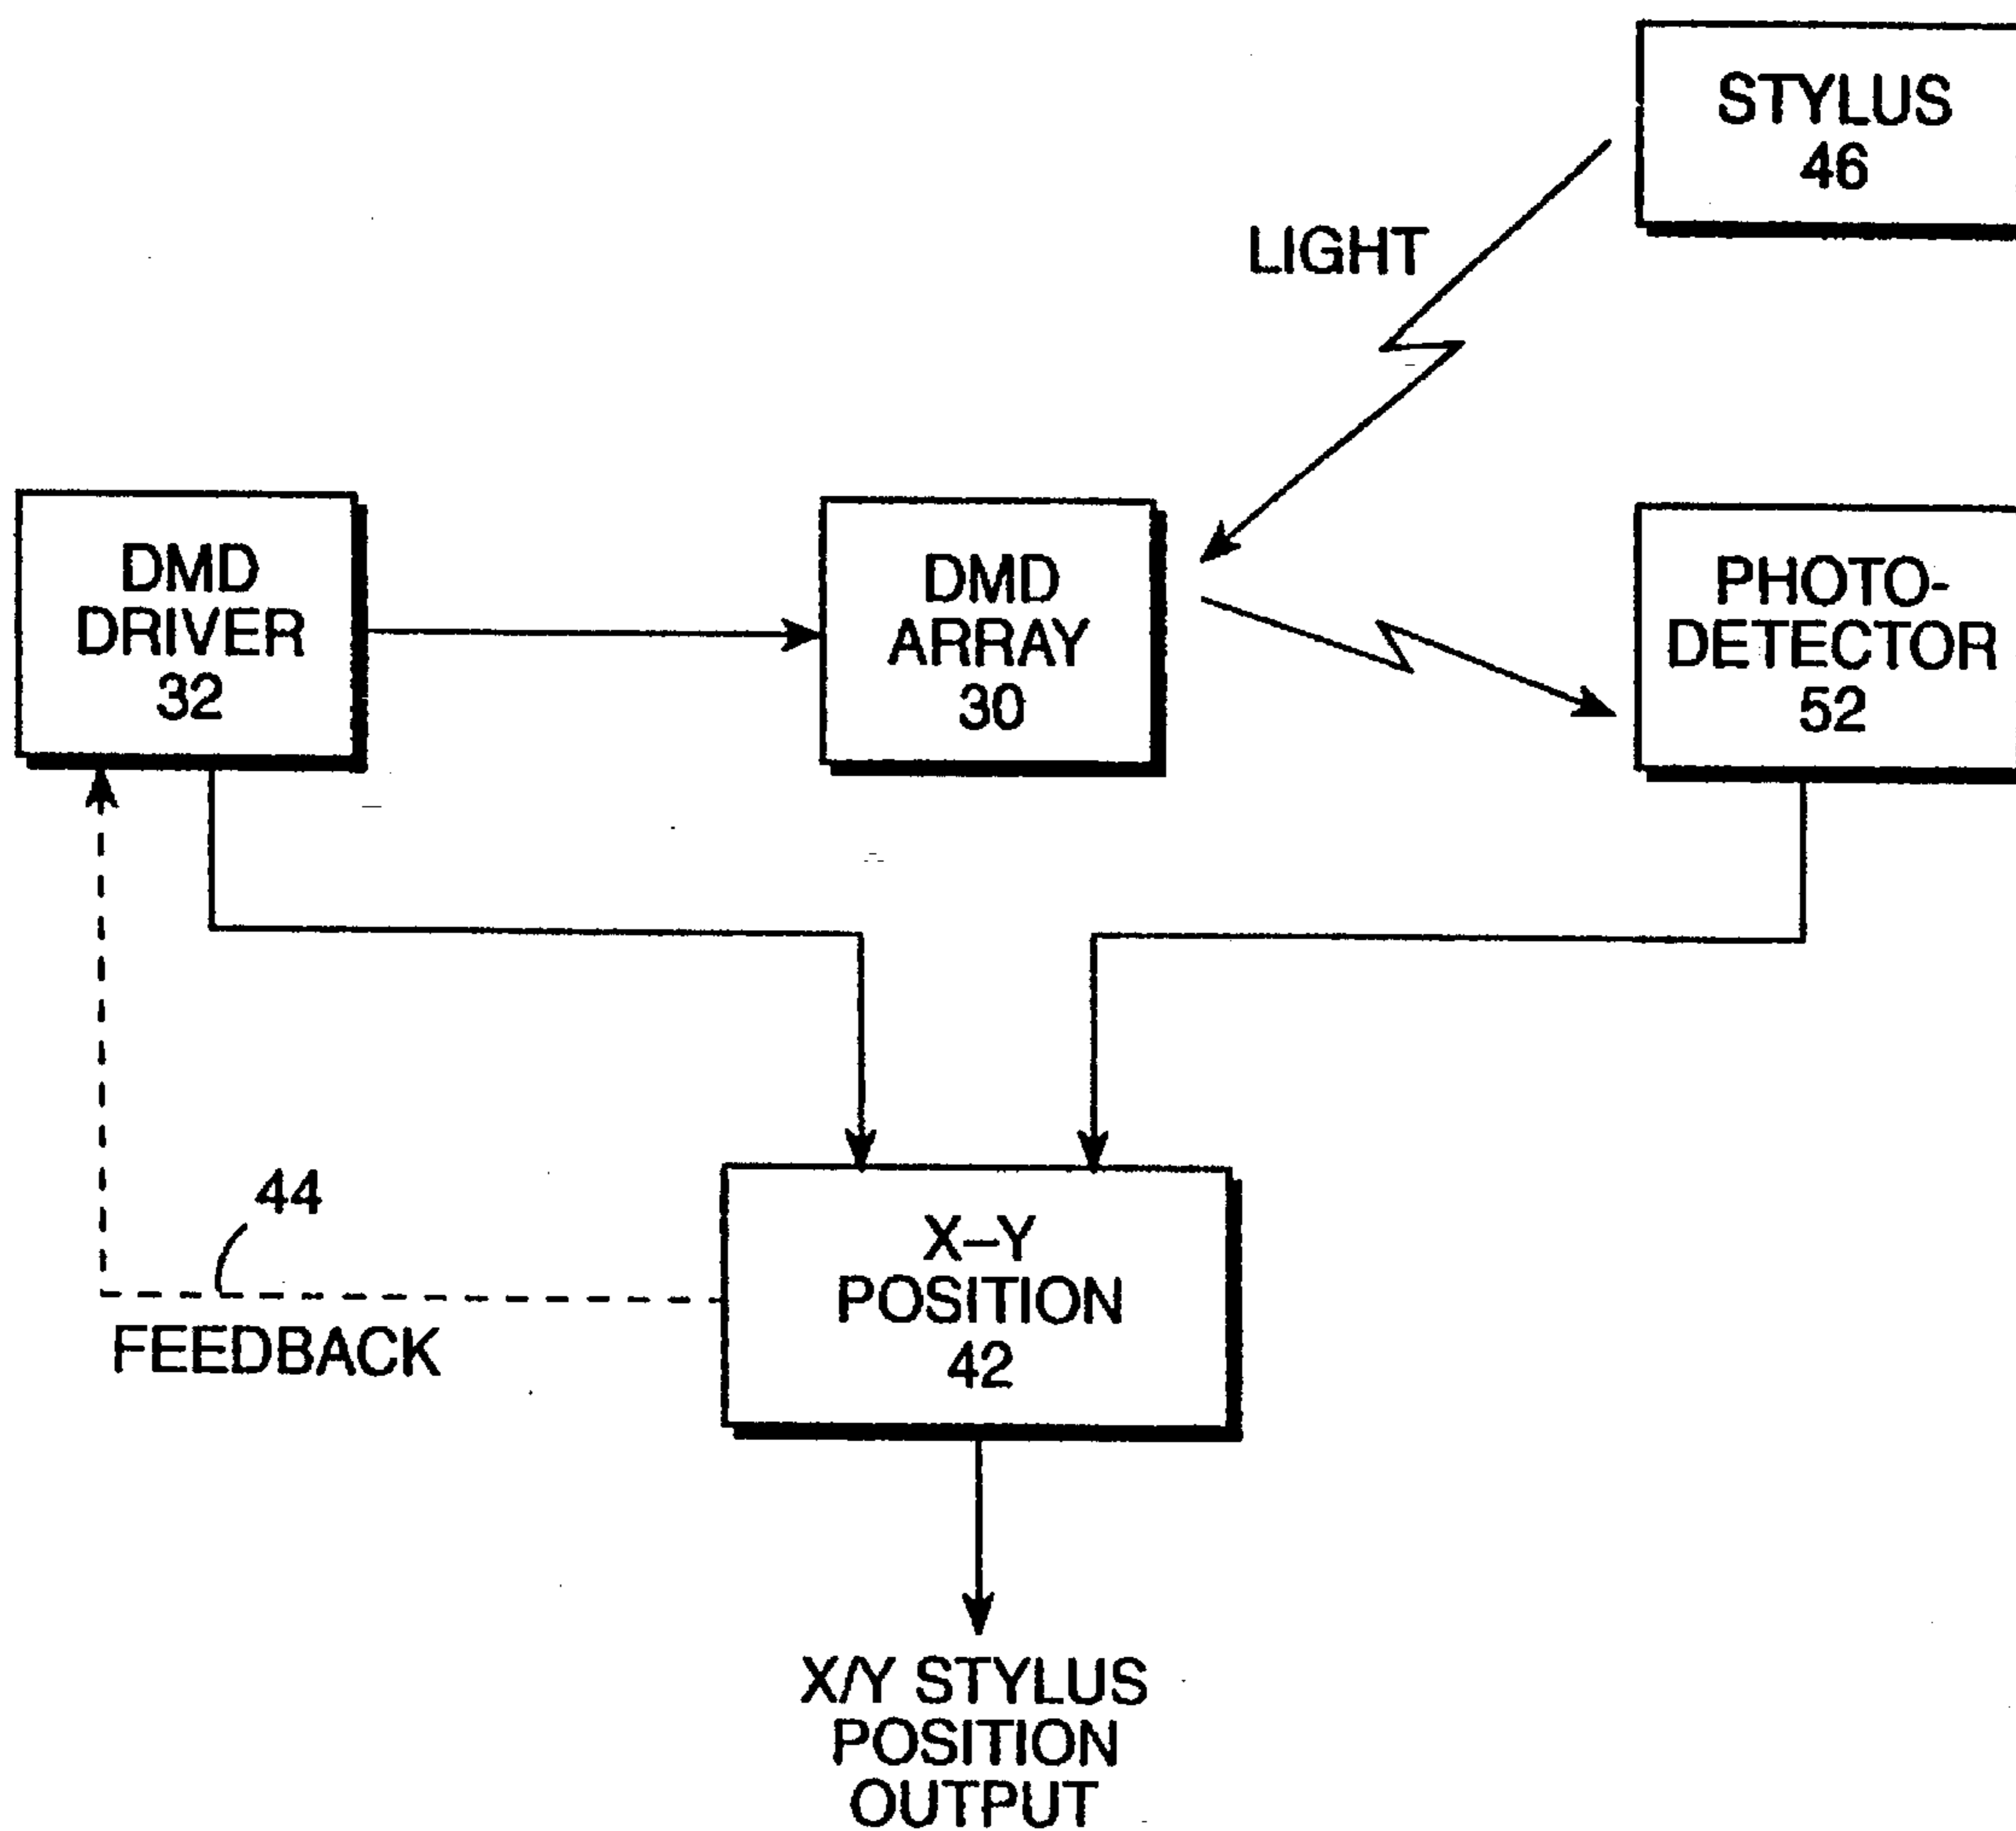 STYLUS
46
LIGHT
DMD
DRIVER
32
DMD
ARRAY
30
PHOTO-
DETECTOR
52
44
FEEDBACK
X–Y
POSITION
42
X/Y STYLUS
POSITION
OUTPUT